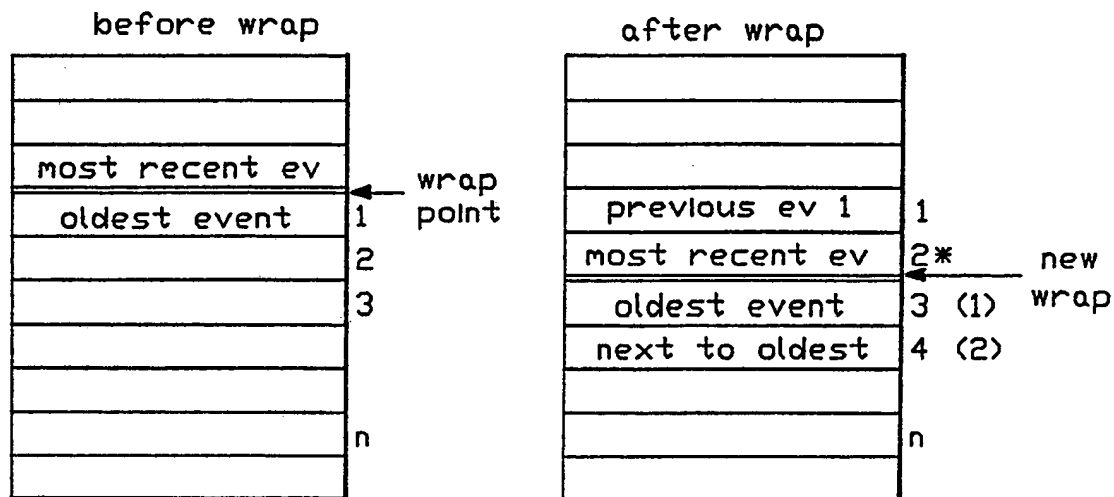 before wrap
most recent ev
wrap
point
oldest event 1
2
3
n
after wrap
previous ev 1 1
most recent ev 2*
new
wrap
oldest event 3 (1)
next to oldest 4 (2)
n